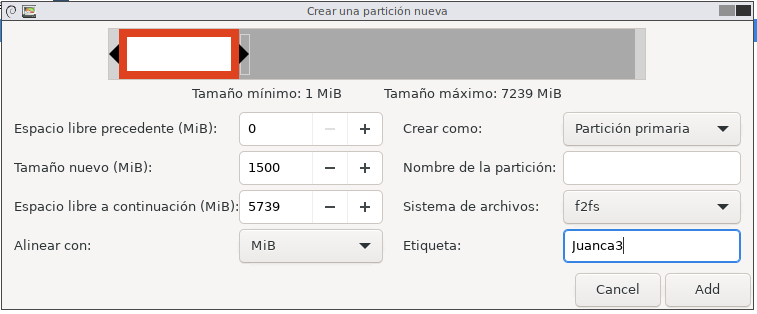 Crear una partición nueva
Tamaño mínimo: 1 MiB Tamaño máximo: 7239 MiB
Espacio libre precedente (MiB): 0 Crear como: Partición primaria
Tamaño nuevo (MiB): 1500 Nombre de la partición:
Espacio libre a continuación (MiB): 5739 Sistema de archivos: f2fs
Alinear con: MiB Etiqueta: Juanca3
Cancel Add